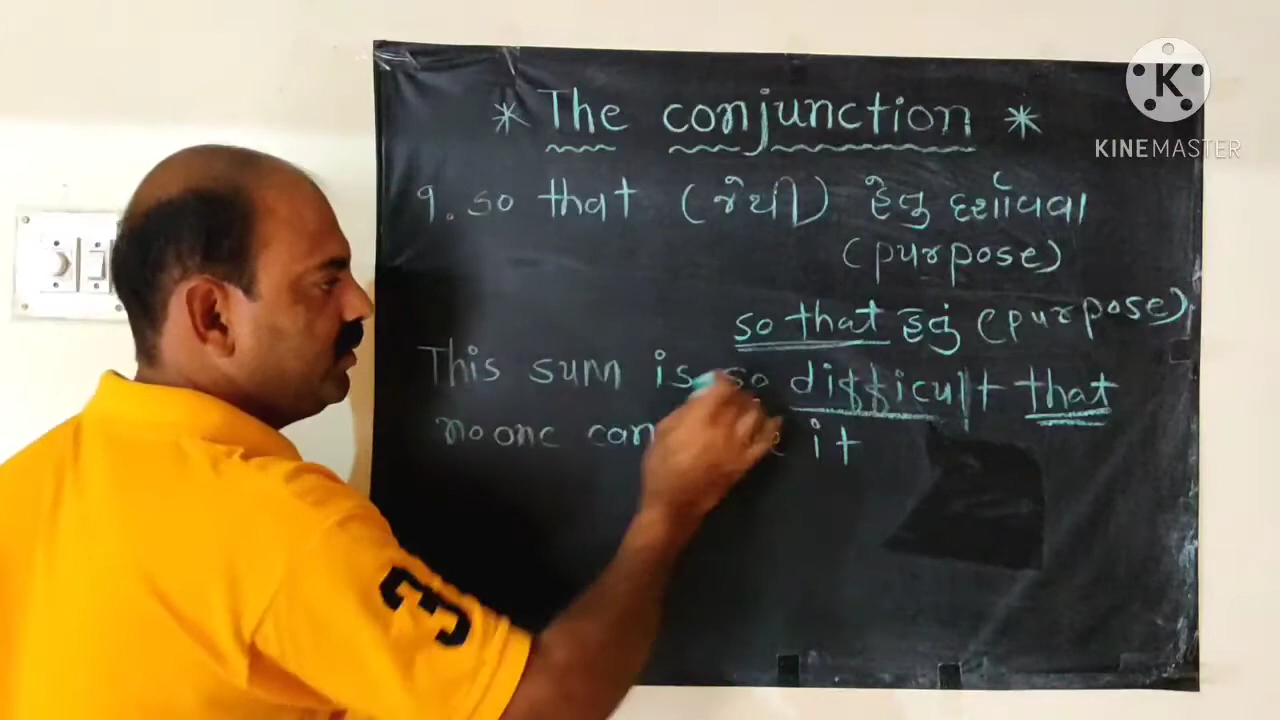 * The conjunction *
9. so that (જેથી) હેતુ દર્શાવવા
(purpose)
so that હેતું (purpose)
This sum is so difficult that
no one can it
K
KINEMASTER
3